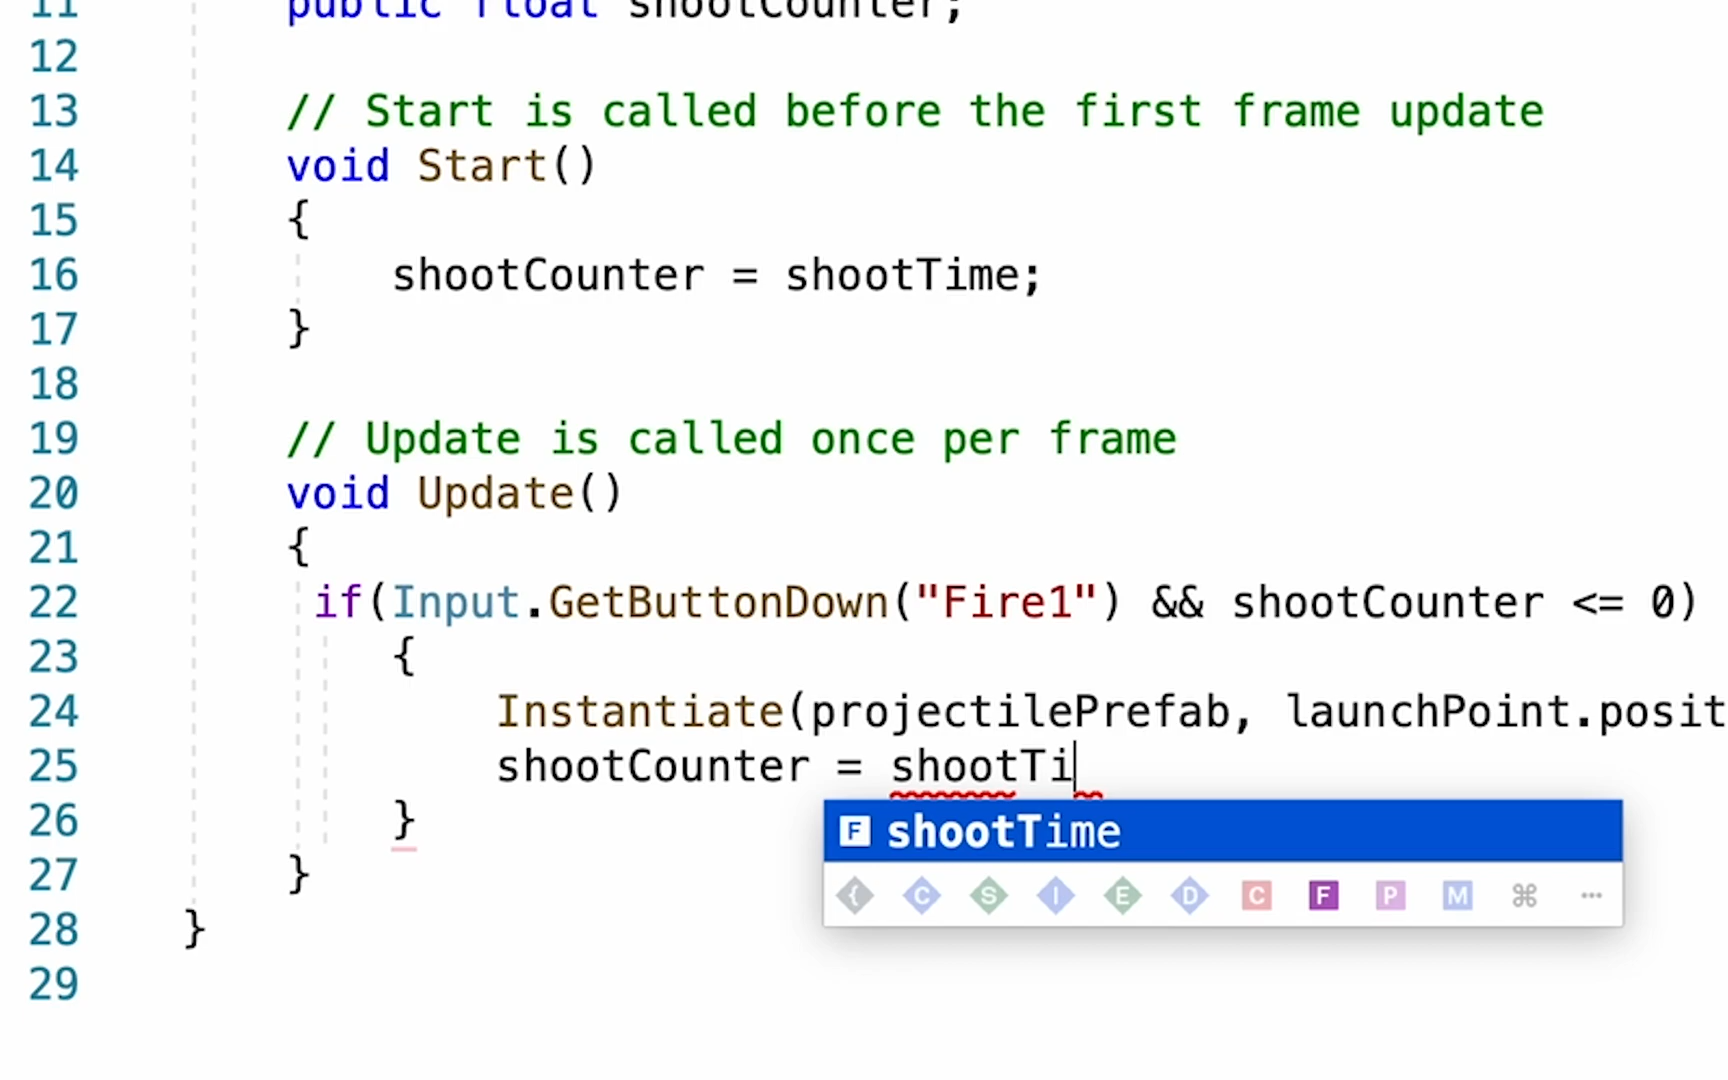 11 public float shootCounter;
12
13 // Start is called before the first frame update
14 void Start()
15 {
16 shootCounter = shootTime;
17 }
18
19 // Update is called once per frame
20 void Update()
21 {
22 if(Input.GetButtonDown("Fire1") && shootCounter <= 0)
23 {
24 Instantiate(projectilePrefab, launchPoint.posit
25 shootCounter = shootTi
F shootTime
26 }
{ C S I E D C F P M ⌘ ···
27 }
28 }
29